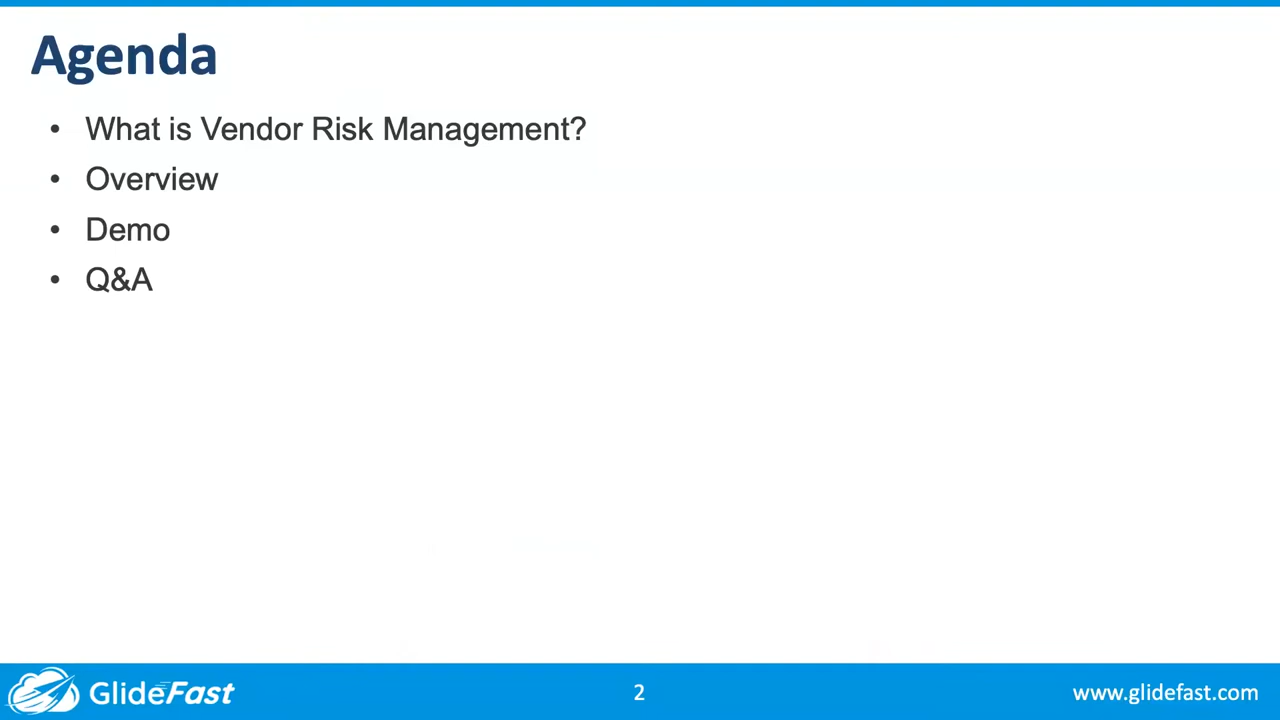 Agenda
• What is Vendor Risk Management?
• Overview
• Demo
• Q&A
GlideFast
2
www.glidefast.com